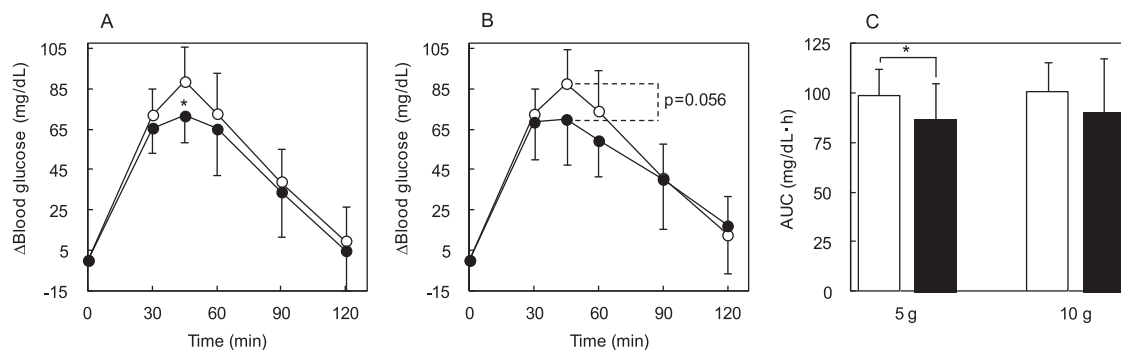 A
ΔBlood glucose (mg/dL)
105
85
65
45
25
5
-15
*
0 30 60 90 120
Time (min)
B
ΔBlood glucose (mg/dL)
105
85
65
45
25
5
-15
p=0.056
0 30 60 90 120
Time (min)
C
AUC (mg/dL·h)
125
100
75
50
25
0
*
5 g 10 g